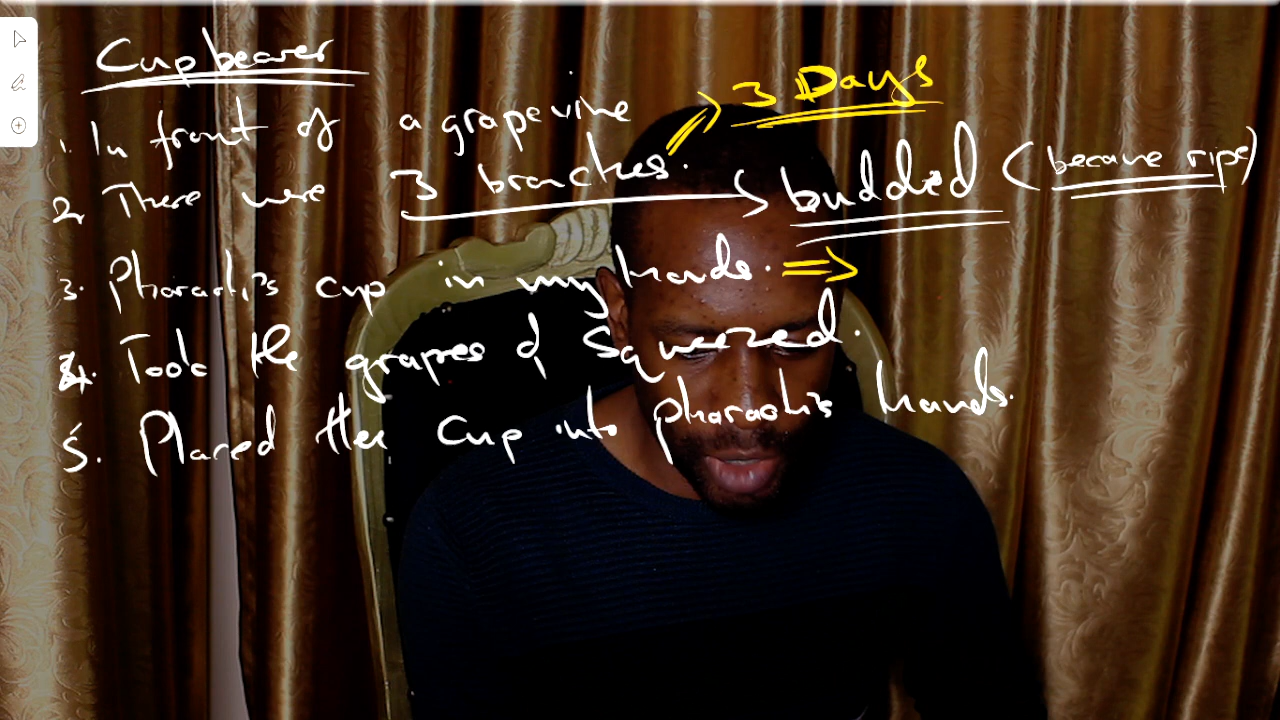 Cupbearer
1. In front of a grapevine
2. There were 3 branches. → budded (became ripe)
⇒ 3 Days
3. Pharaoh's cup in my hands. ⇒
4. Took the grapes & squeezed.
5. Placed the cup into pharaoh's hands.